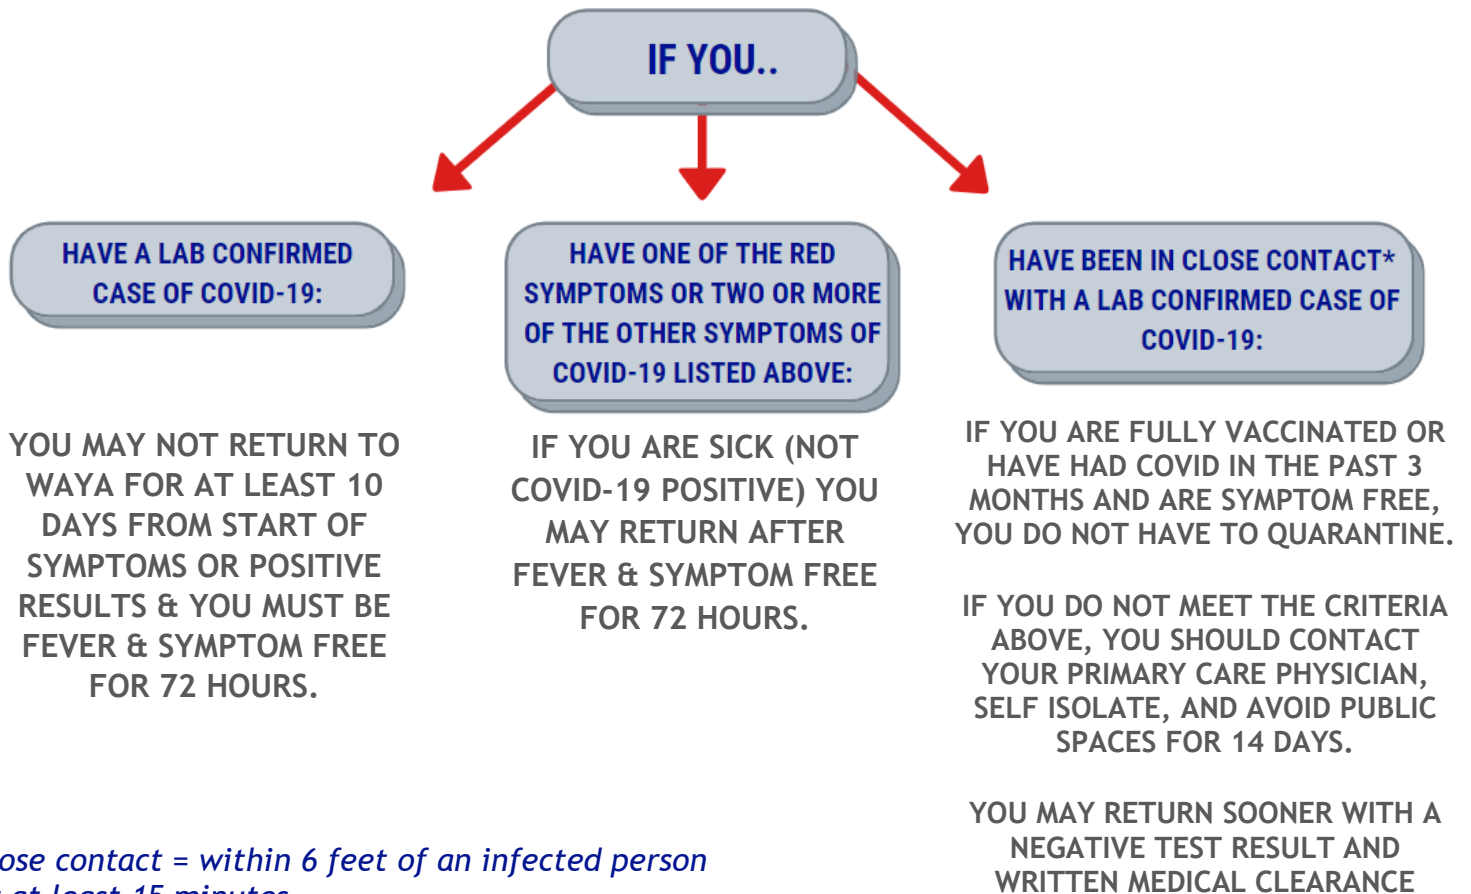 IF YOU..
HAVE A LAB CONFIRMED
CASE OF COVID-19:
YOU MAY NOT RETURN TO
WAYA FOR AT LEAST 10
DAYS FROM START OF
SYMPTOMS OR POSITIVE
RESULTS & YOU MUST BE
FEVER & SYMPTOM FREE
FOR 72 HOURS.
HAVE ONE OF THE RED
SYMPTOMS OR TWO OR MORE
OF THE OTHER SYMPTOMS OF
COVID-19 LISTED ABOVE:
IF YOU ARE SICK (NOT
COVID-19 POSITIVE) YOU
MAY RETURN AFTER
FEVER & SYMPTOM FREE
FOR 72 HOURS.
HAVE BEEN IN CLOSE CONTACT*
WITH A LAB CONFIRMED CASE OF
COVID-19:
IF YOU ARE FULLY VACCINATED OR
HAVE HAD COVID IN THE PAST 3
MONTHS AND ARE SYMPTOM FREE,
YOU DO NOT HAVE TO QUARANTINE.
IF YOU DO NOT MEET THE CRITERIA
ABOVE, YOU SHOULD CONTACT
YOUR PRIMARY CARE PHYSICIAN,
SELF ISOLATE, AND AVOID PUBLIC
SPACES FOR 14 DAYS.
YOU MAY RETURN SOONER WITH A
NEGATIVE TEST RESULT AND
WRITTEN MEDICAL CLEARANCE
ose contact = within 6 feet of an infected person
at least 15 minutes